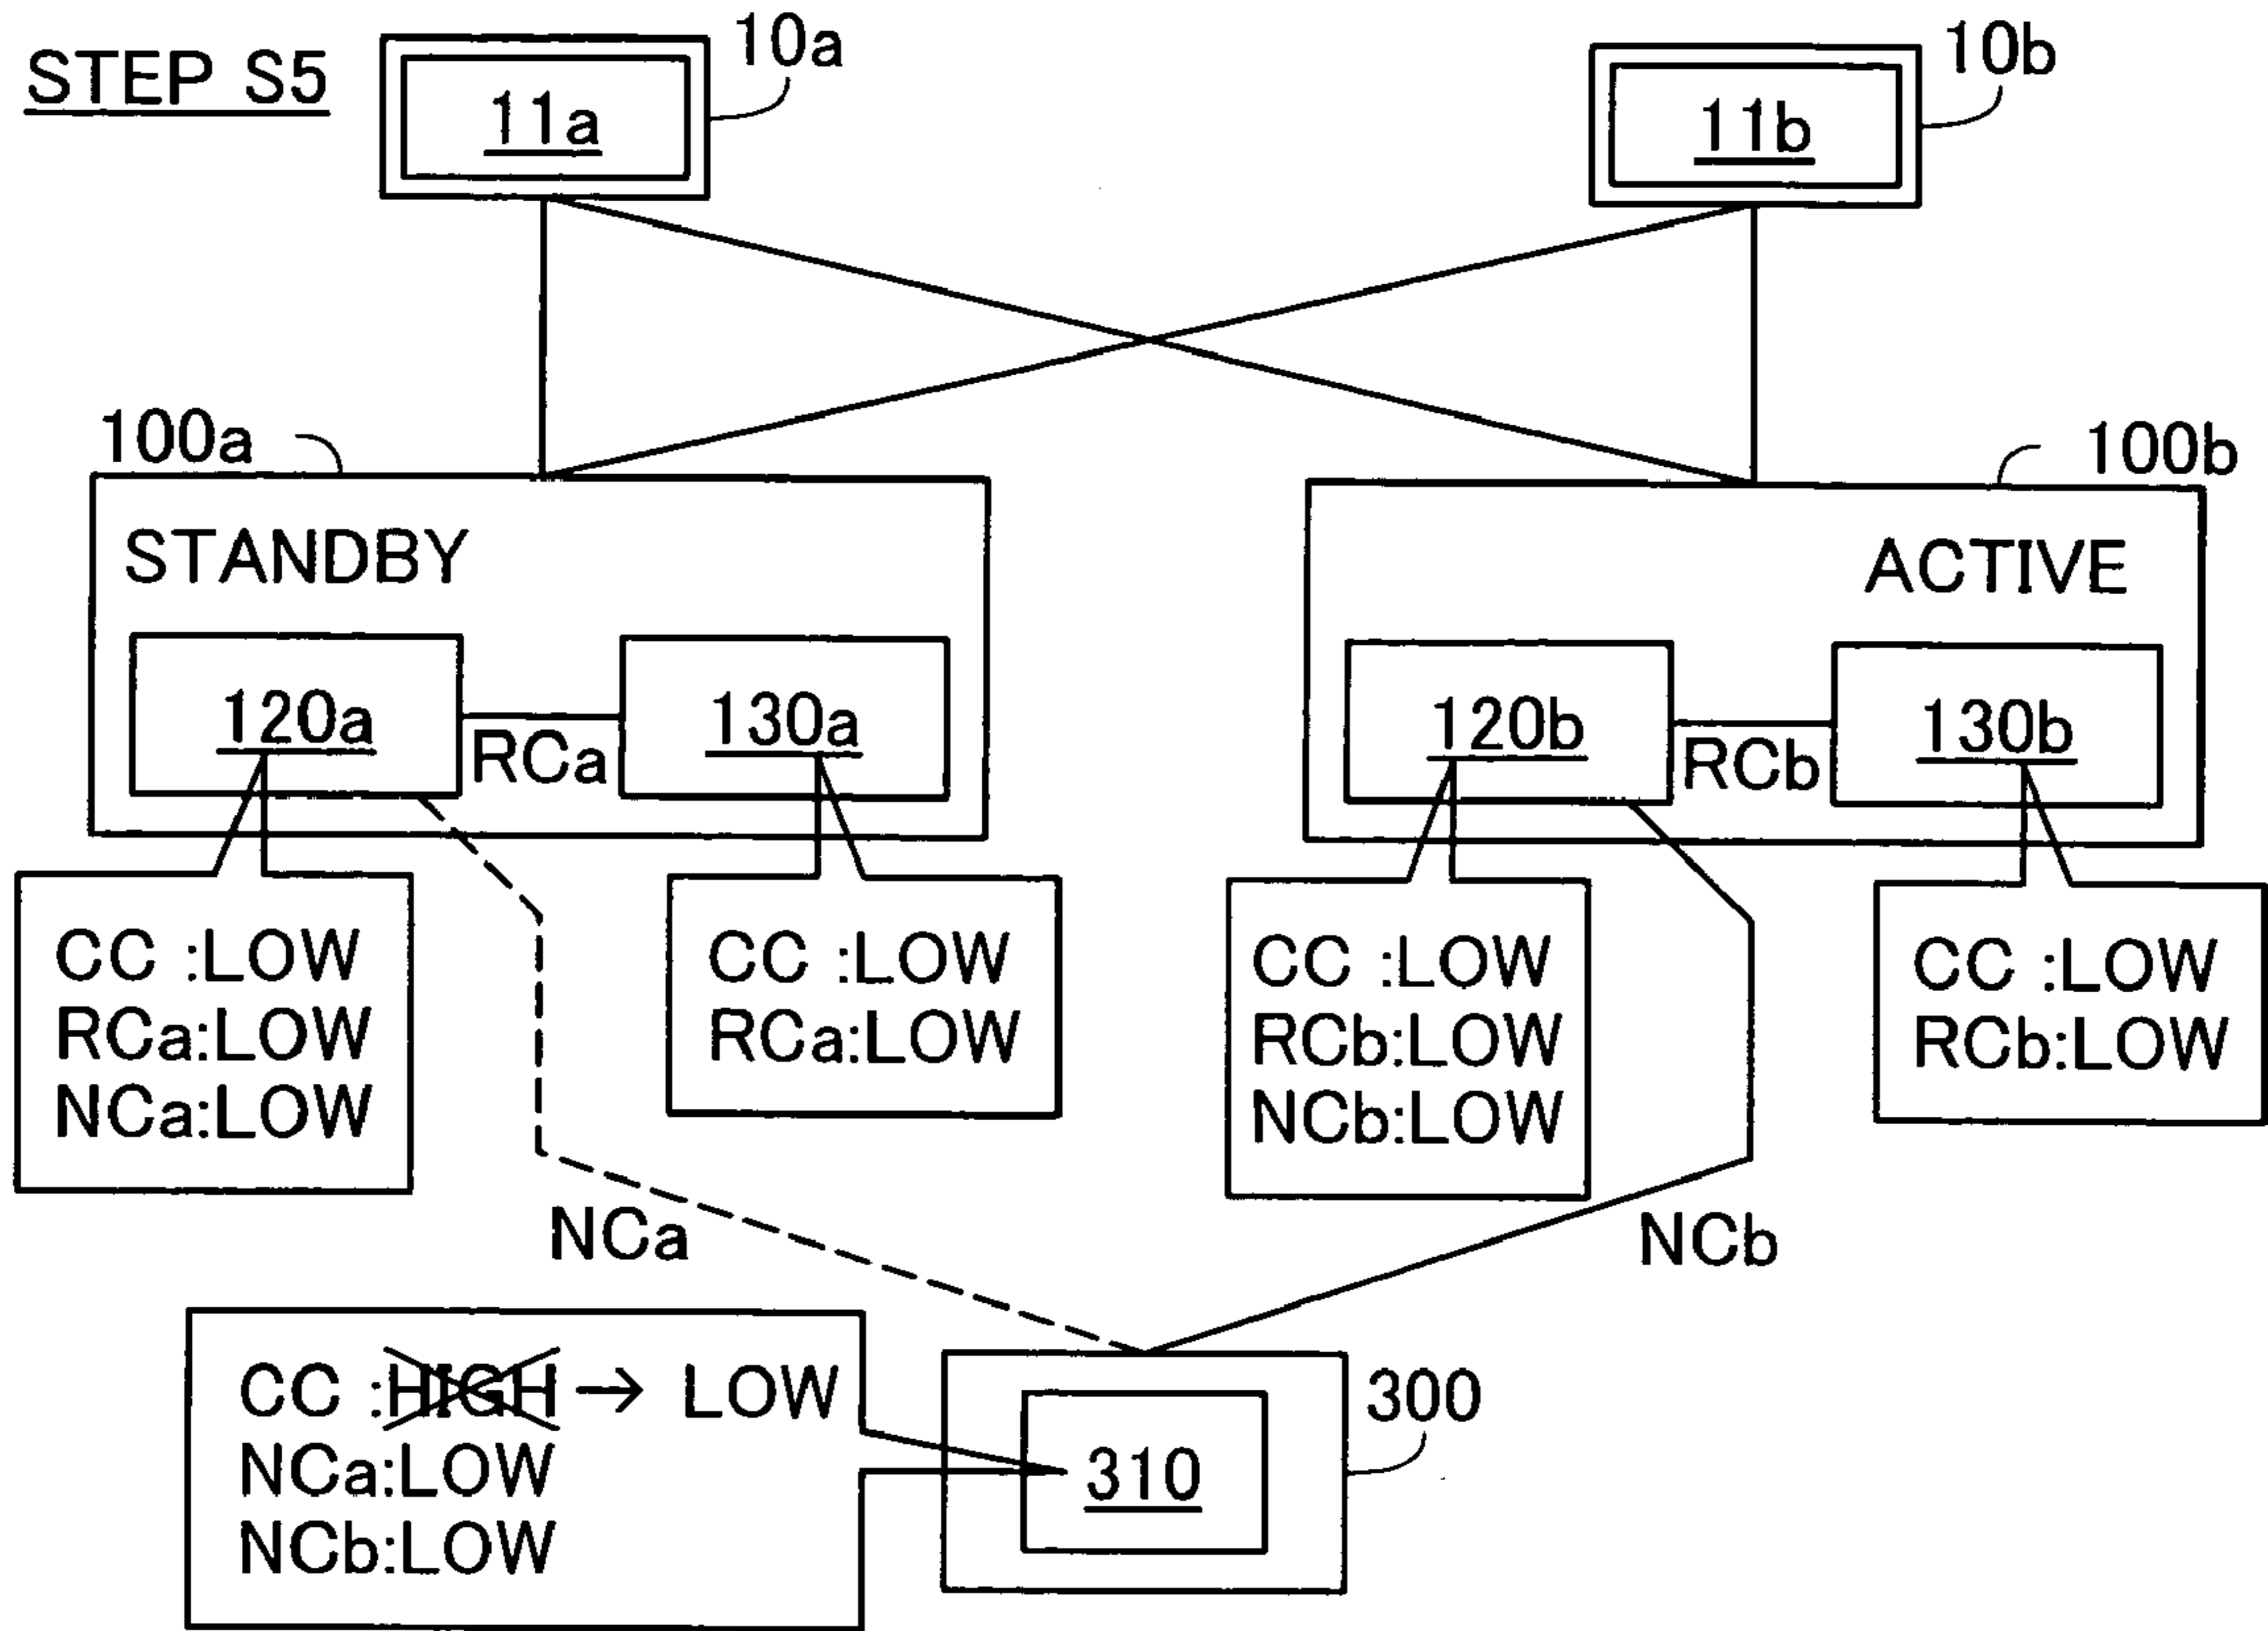 STEP S5
10a
10b
11a
11b
100a
100b
STANDBY
ACTIVE
120a
RCa
130a
120b
RCb
130b
CC :LOW
RCa:LOW
NCa:LOW
CC :LOW
RCa:LOW
CC :LOW
RCb:LOW
NCb:LOW
CC :LOW
RCb:LOW
NCa
NCb
CC :HIGH → LOW
NCa:LOW
NCb:LOW
300
310